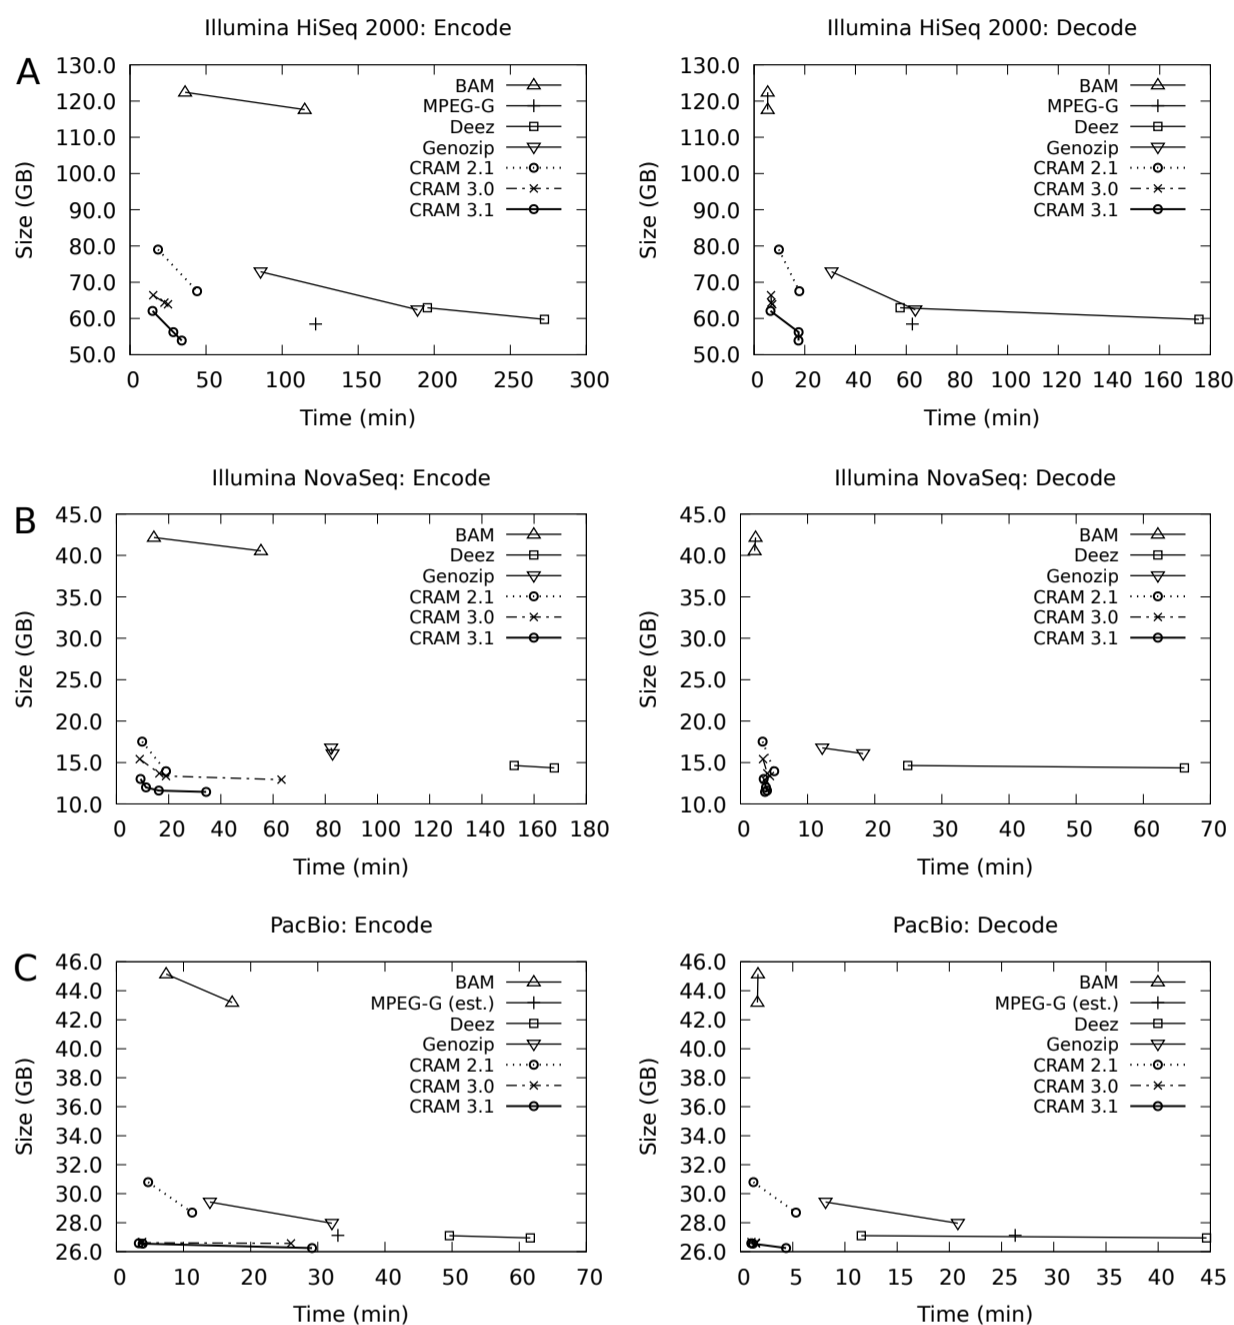 Illumina HiSeq 2000: Encode
A
130.0
120.0
110.0
100.0
90.0
80.0
70.0
60.0
50.0
Size (GB)
BAM
MPEG-G
Deez
Genozip
CRAM 2.1
CRAM 3.0
CRAM 3.1
0 50 100 150 200 250 300
Time (min)
Illumina HiSeq 2000: Decode
130.0
120.0
110.0
100.0
90.0
80.0
70.0
60.0
50.0
Size (GB)
BAM
MPEG-G
Deez
Genozip
CRAM 2.1
CRAM 3.0
CRAM 3.1
0 20 40 60 80 100 120 140 160 180
Time (min)
Illumina NovaSeq: Encode
B
45.0
40.0
35.0
30.0
25.0
20.0
15.0
10.0
Size (GB)
BAM
Deez
Genozip
CRAM 2.1
CRAM 3.0
CRAM 3.1
0 20 40 60 80 100 120 140 160 180
Time (min)
Illumina NovaSeq: Decode
45.0
40.0
35.0
30.0
25.0
20.0
15.0
10.0
Size (GB)
BAM
Deez
Genozip
CRAM 2.1
CRAM 3.0
CRAM 3.1
0 10 20 30 40 50 60 70
Time (min)
PacBio: Encode
C
46.0
44.0
42.0
40.0
38.0
36.0
34.0
32.0
30.0
28.0
26.0
Size (GB)
BAM
MPEG-G (est.)
Deez
Genozip
CRAM 2.1
CRAM 3.0
CRAM 3.1
0 10 20 30 40 50 60 70
Time (min)
PacBio: Decode
46.0
44.0
42.0
40.0
38.0
36.0
34.0
32.0
30.0
28.0
26.0
Size (GB)
BAM
MPEG-G (est.)
Deez
Genozip
CRAM 2.1
CRAM 3.0
CRAM 3.1
0 5 10 15 20 25 30 35 40 45
Time (min)